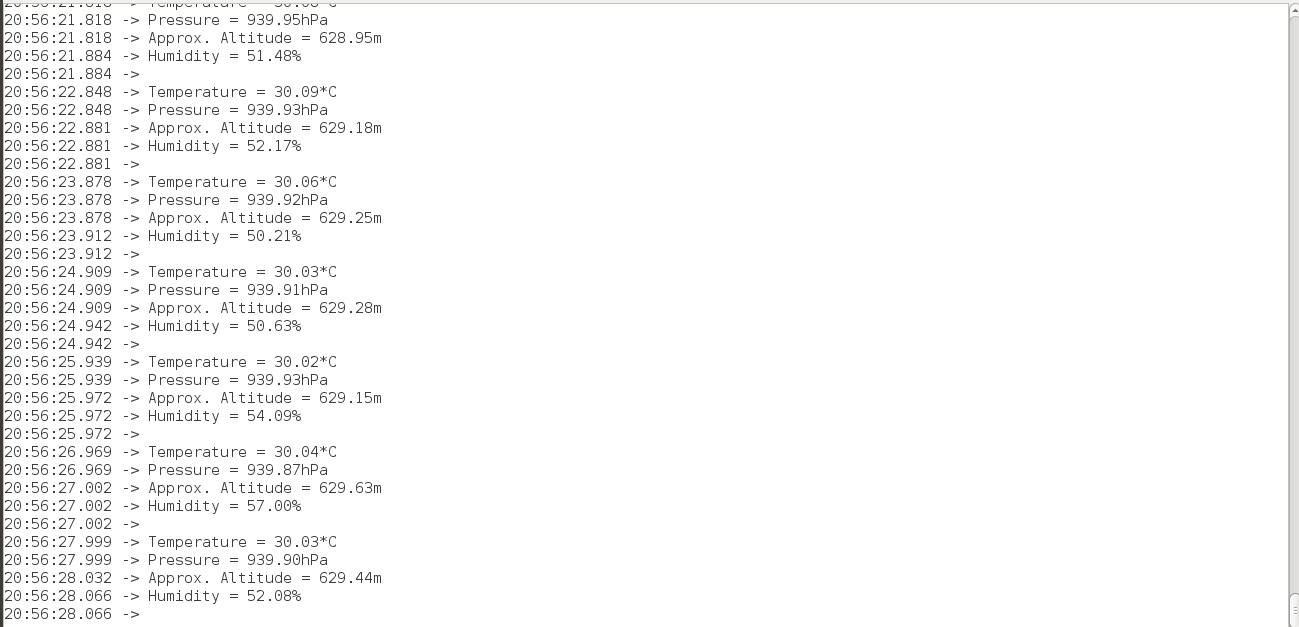 20:56:21.818 -> Pressure = 939.95hPa
20:56:21.818 -> Approx. Altitude = 628.95m
20:56:21.884 -> Humidity = 51.48%
20:56:21.884 ->
20:56:22.848 -> Temperature = 30.09*C
20:56:22.848 -> Pressure = 939.93hPa
20:56:22.881 -> Approx. Altitude = 629.18m
20:56:22.881 -> Humidity = 52.17%
20:56:22.881 ->
20:56:23.878 -> Temperature = 30.06*C
20:56:23.878 -> Pressure = 939.92hPa
20:56:23.878 -> Approx. Altitude = 629.25m
20:56:23.912 -> Humidity = 50.21%
20:56:23.912 ->
20:56:24.909 -> Temperature = 30.03*C
20:56:24.909 -> Pressure = 939.91hPa
20:56:24.909 -> Approx. Altitude = 629.28m
20:56:24.942 -> Humidity = 50.63%
20:56:24.942 ->
20:56:25.939 -> Temperature = 30.02*C
20:56:25.939 -> Pressure = 939.93hPa
20:56:25.972 -> Approx. Altitude = 629.15m
20:56:25.972 -> Humidity = 54.09%
20:56:25.972 ->
20:56:26.969 -> Temperature = 30.04*C
20:56:26.969 -> Pressure = 939.87hPa
20:56:27.002 -> Approx. Altitude = 629.63m
20:56:27.002 -> Humidity = 57.00%
20:56:27.002 ->
20:56:27.999 -> Temperature = 30.03*C
20:56:27.999 -> Pressure = 939.90hPa
20:56:28.032 -> Approx. Altitude = 629.44m
20:56:28.066 -> Humidity = 52.08%
20:56:28.066 ->